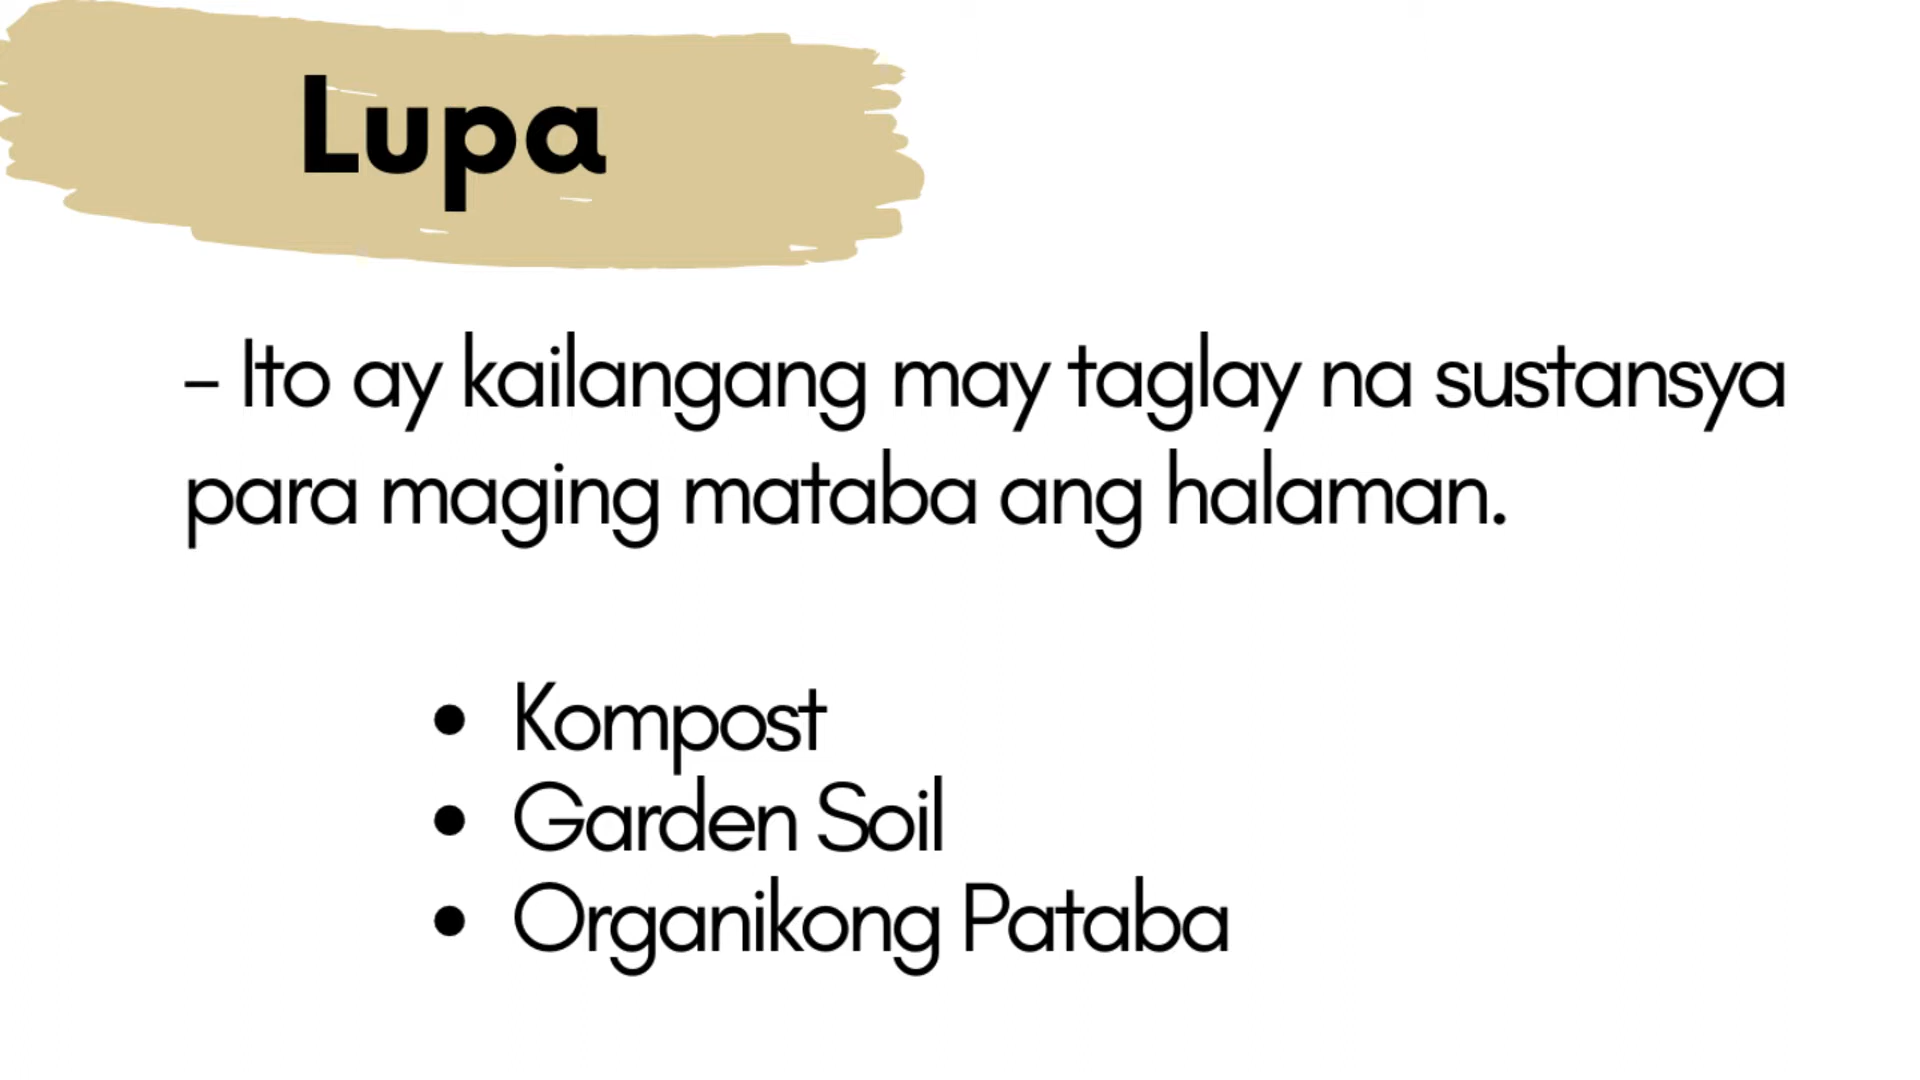 Lupa
– Ito ay kailangang may taglay na sustansya
para maging mataba ang halaman.
• Kompost
• Garden Soil
• Organikong Pataba